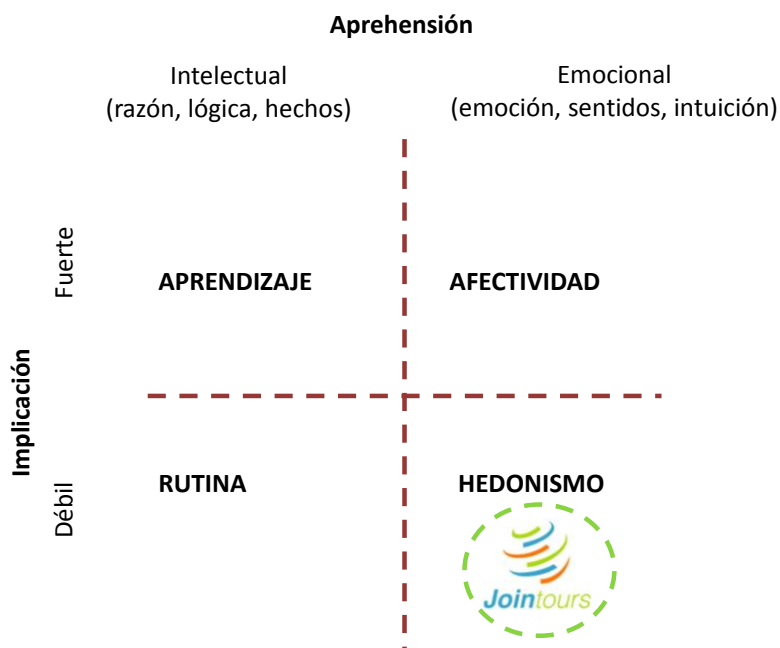 Aprehensión
Intelectual
(razón, lógica, hechos)
Emocional
(emoción, sentidos, intuición)
Implicación
Fuerte
APRENDIZAJE
AFECTIVIDAD
Débil
RUTINA
HEDONISMO
Jointours